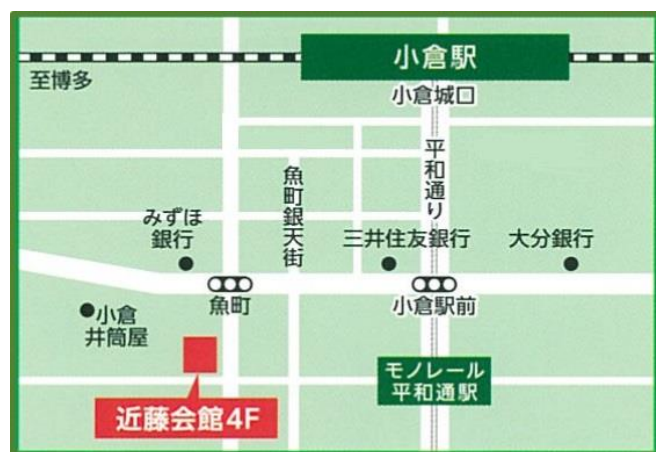 小倉駅
至博多
小倉城口
平和通り
魚町銀天街
みずほ
銀行
三井住友銀行
大分銀行
魚町
小倉駅前
小倉
井筒屋
モノレール
平和通駅
近藤会館4F